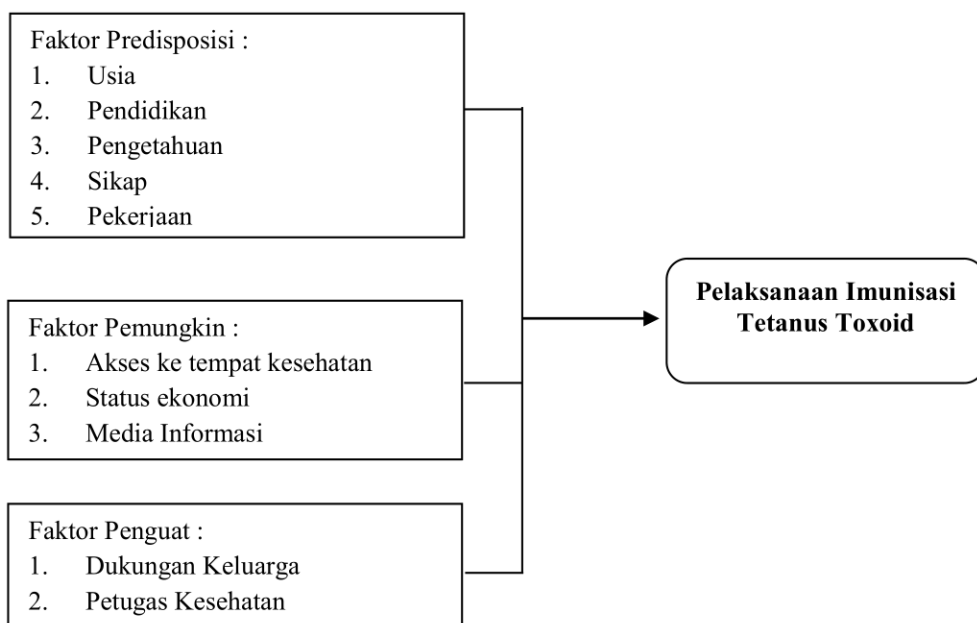 Faktor Predisposisi :
1. Usia
2. Pendidikan
3. Pengetahuan
4. Sikap
5. Pekerjaan
Faktor Pemungkin :
1. Akses ke tempat kesehatan
2. Status ekonomi
3. Media Informasi
Faktor Penguat :
1. Dukungan Keluarga
2. Petugas Kesehatan
Pelaksanaan Imunisasi
Tetanus Toxoid